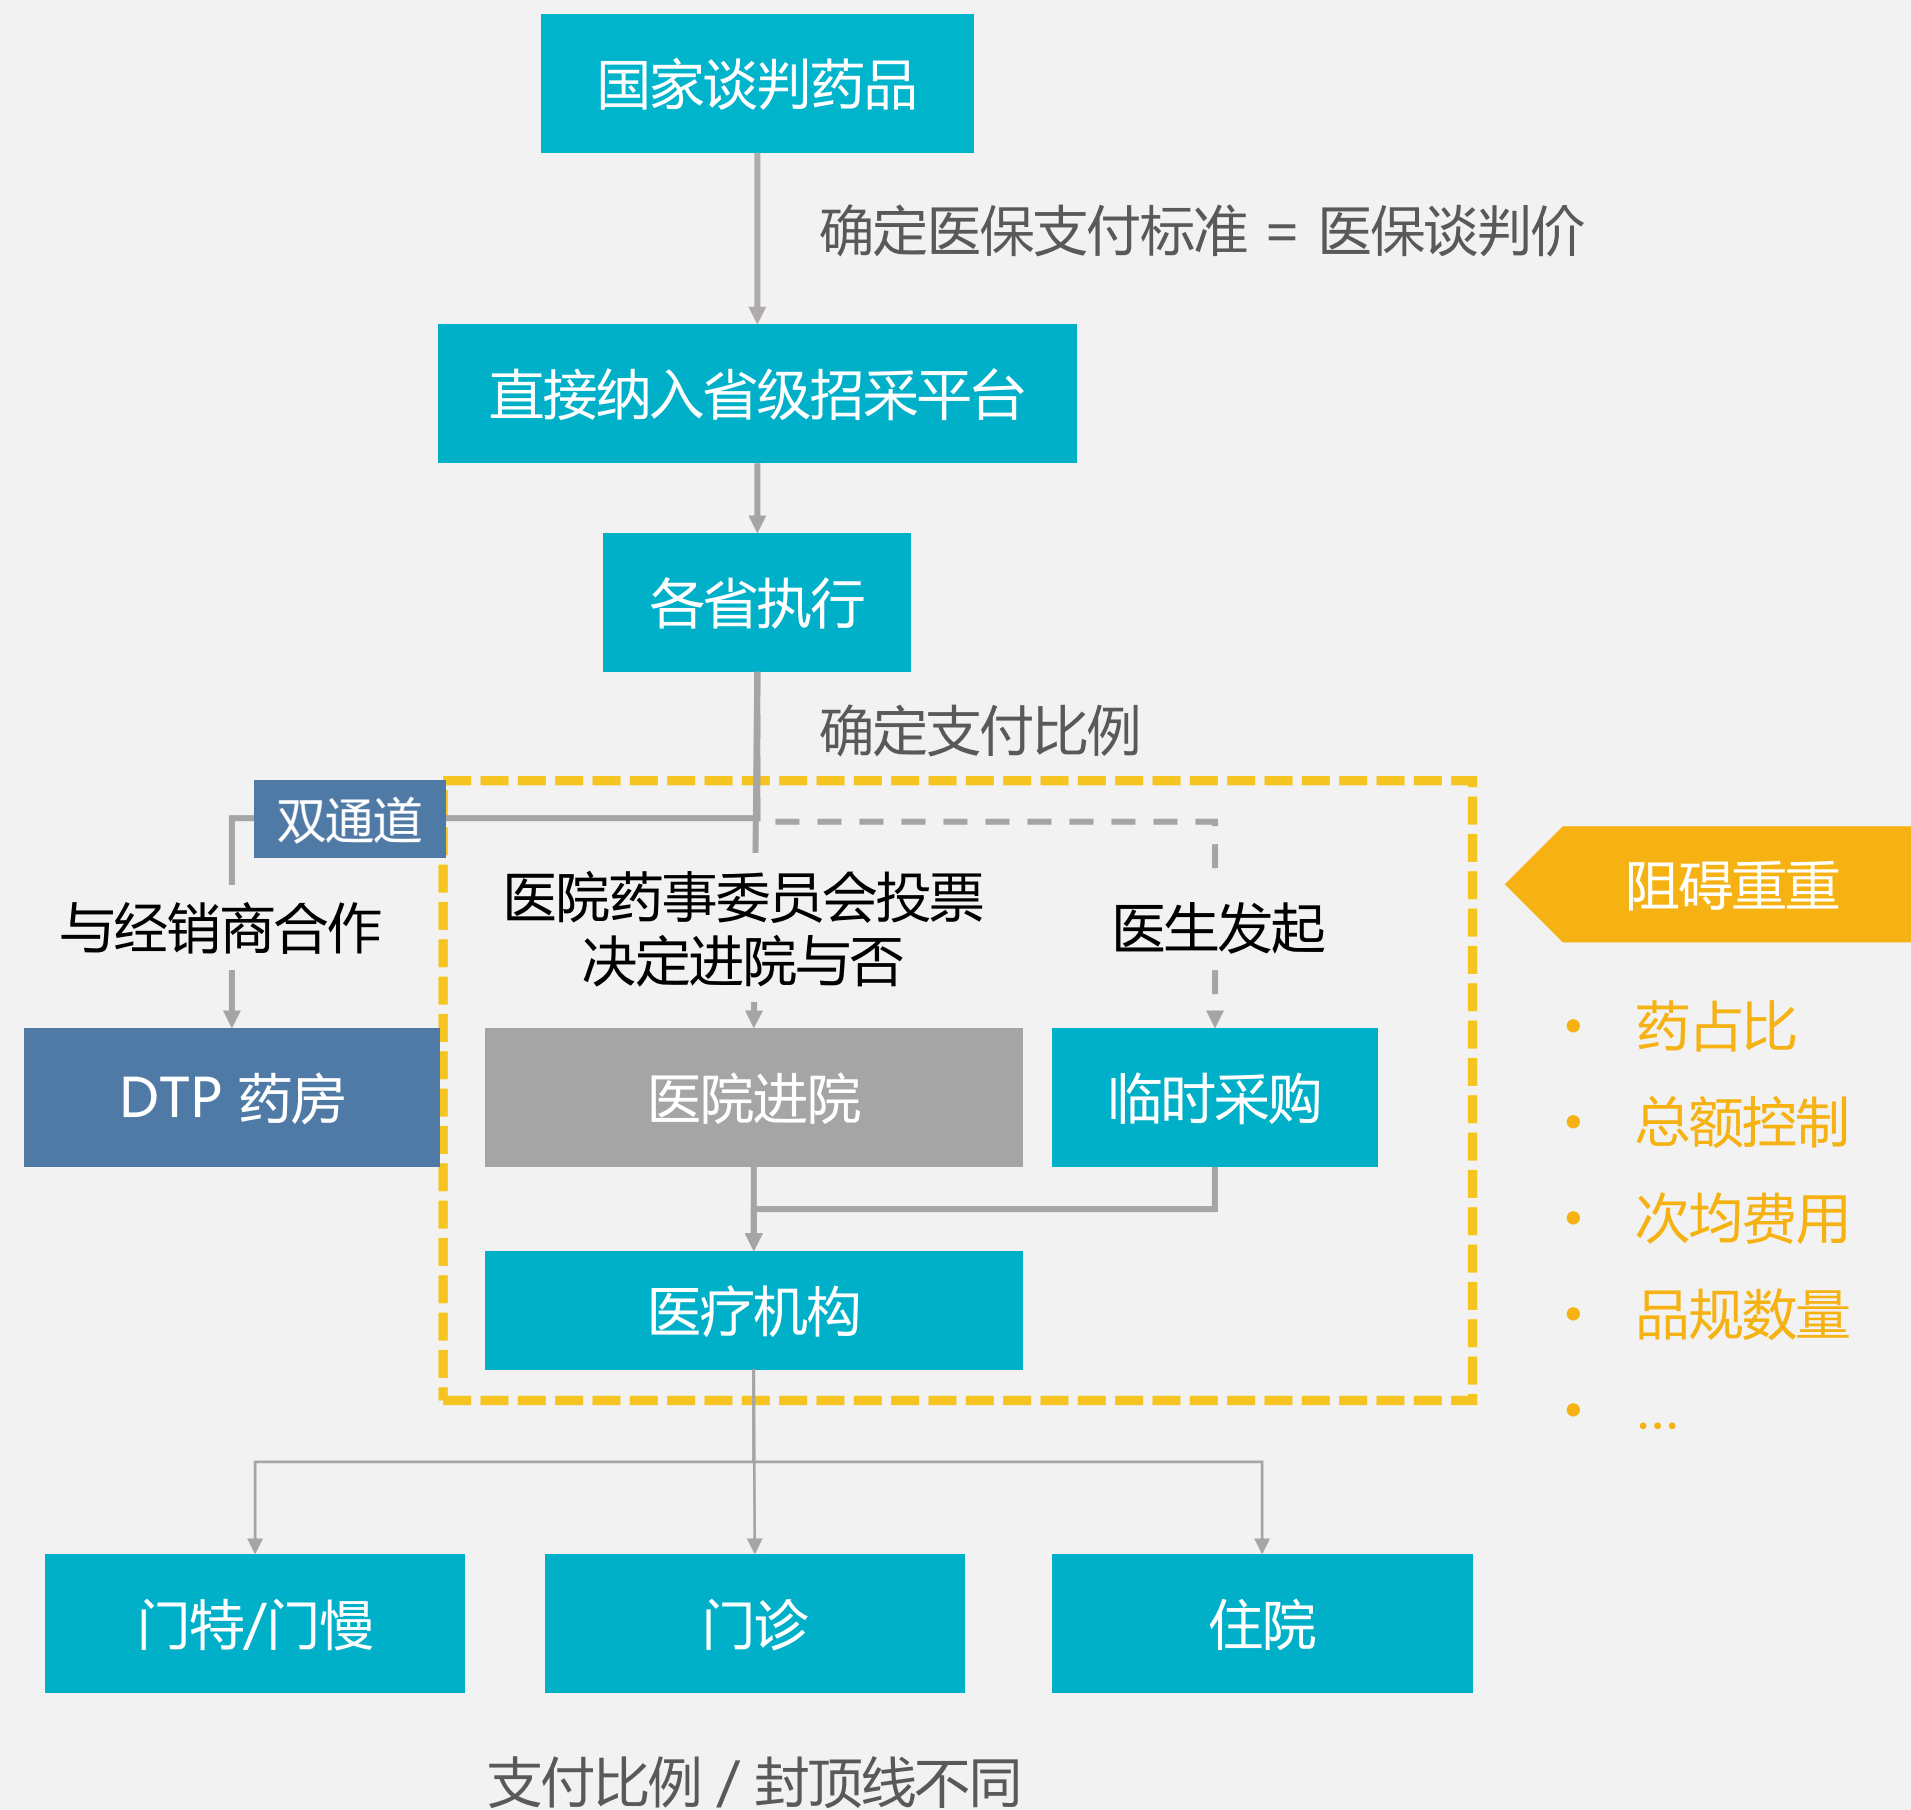 国家谈判药品
确定医保支付标准 = 医保谈判价
直接纳入省级招采平台
各省执行
确定支付比例
双通道
与经销商合作
医院药事委员会投票
决定进院与否
医生发起
阻碍重重
DTP 药房
医院进院
临时采购
医疗机构
• 药占比
• 总额控制
• 次均费用
• 品规数量
• ...
门特/门慢
门诊
住院
支付比例 / 封顶线不同